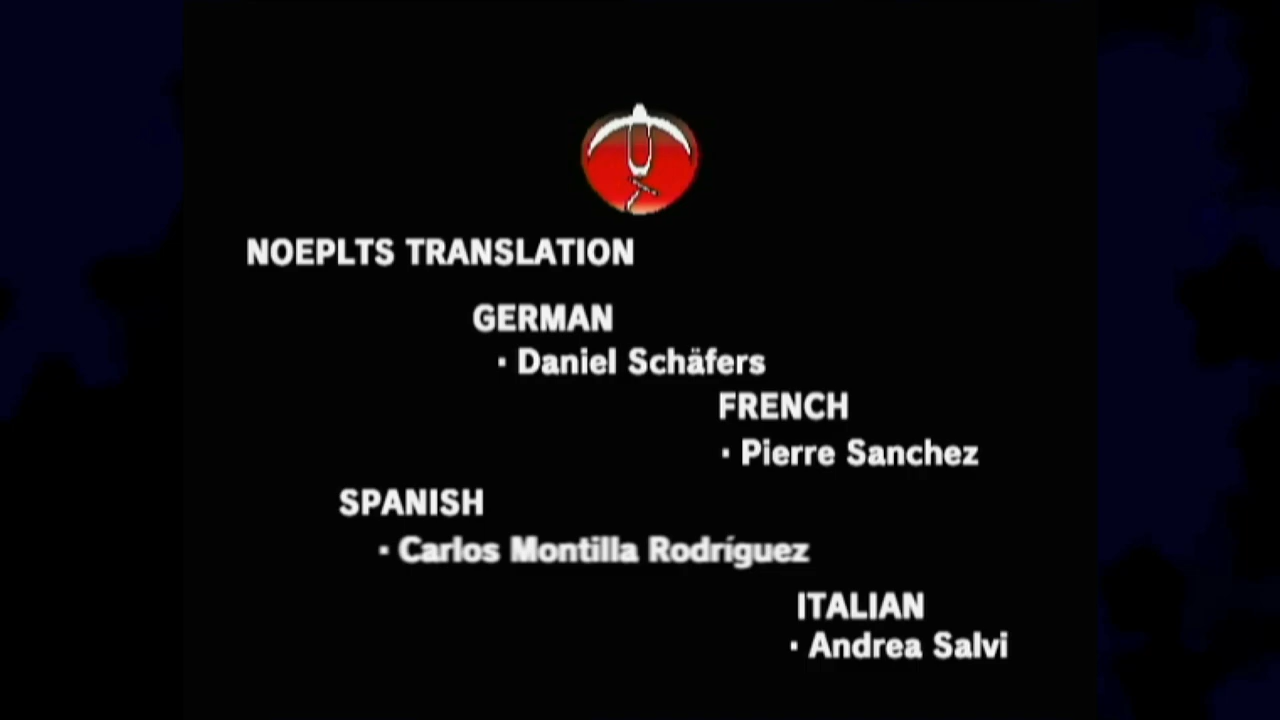 NOEPLTS TRANSLATION
GERMAN
· Daniel Schäfers
FRENCH
· Pierre Sanchez
SPANISH
· Carlos Montilla Rodríguez
ITALIAN
· Andrea Salvi